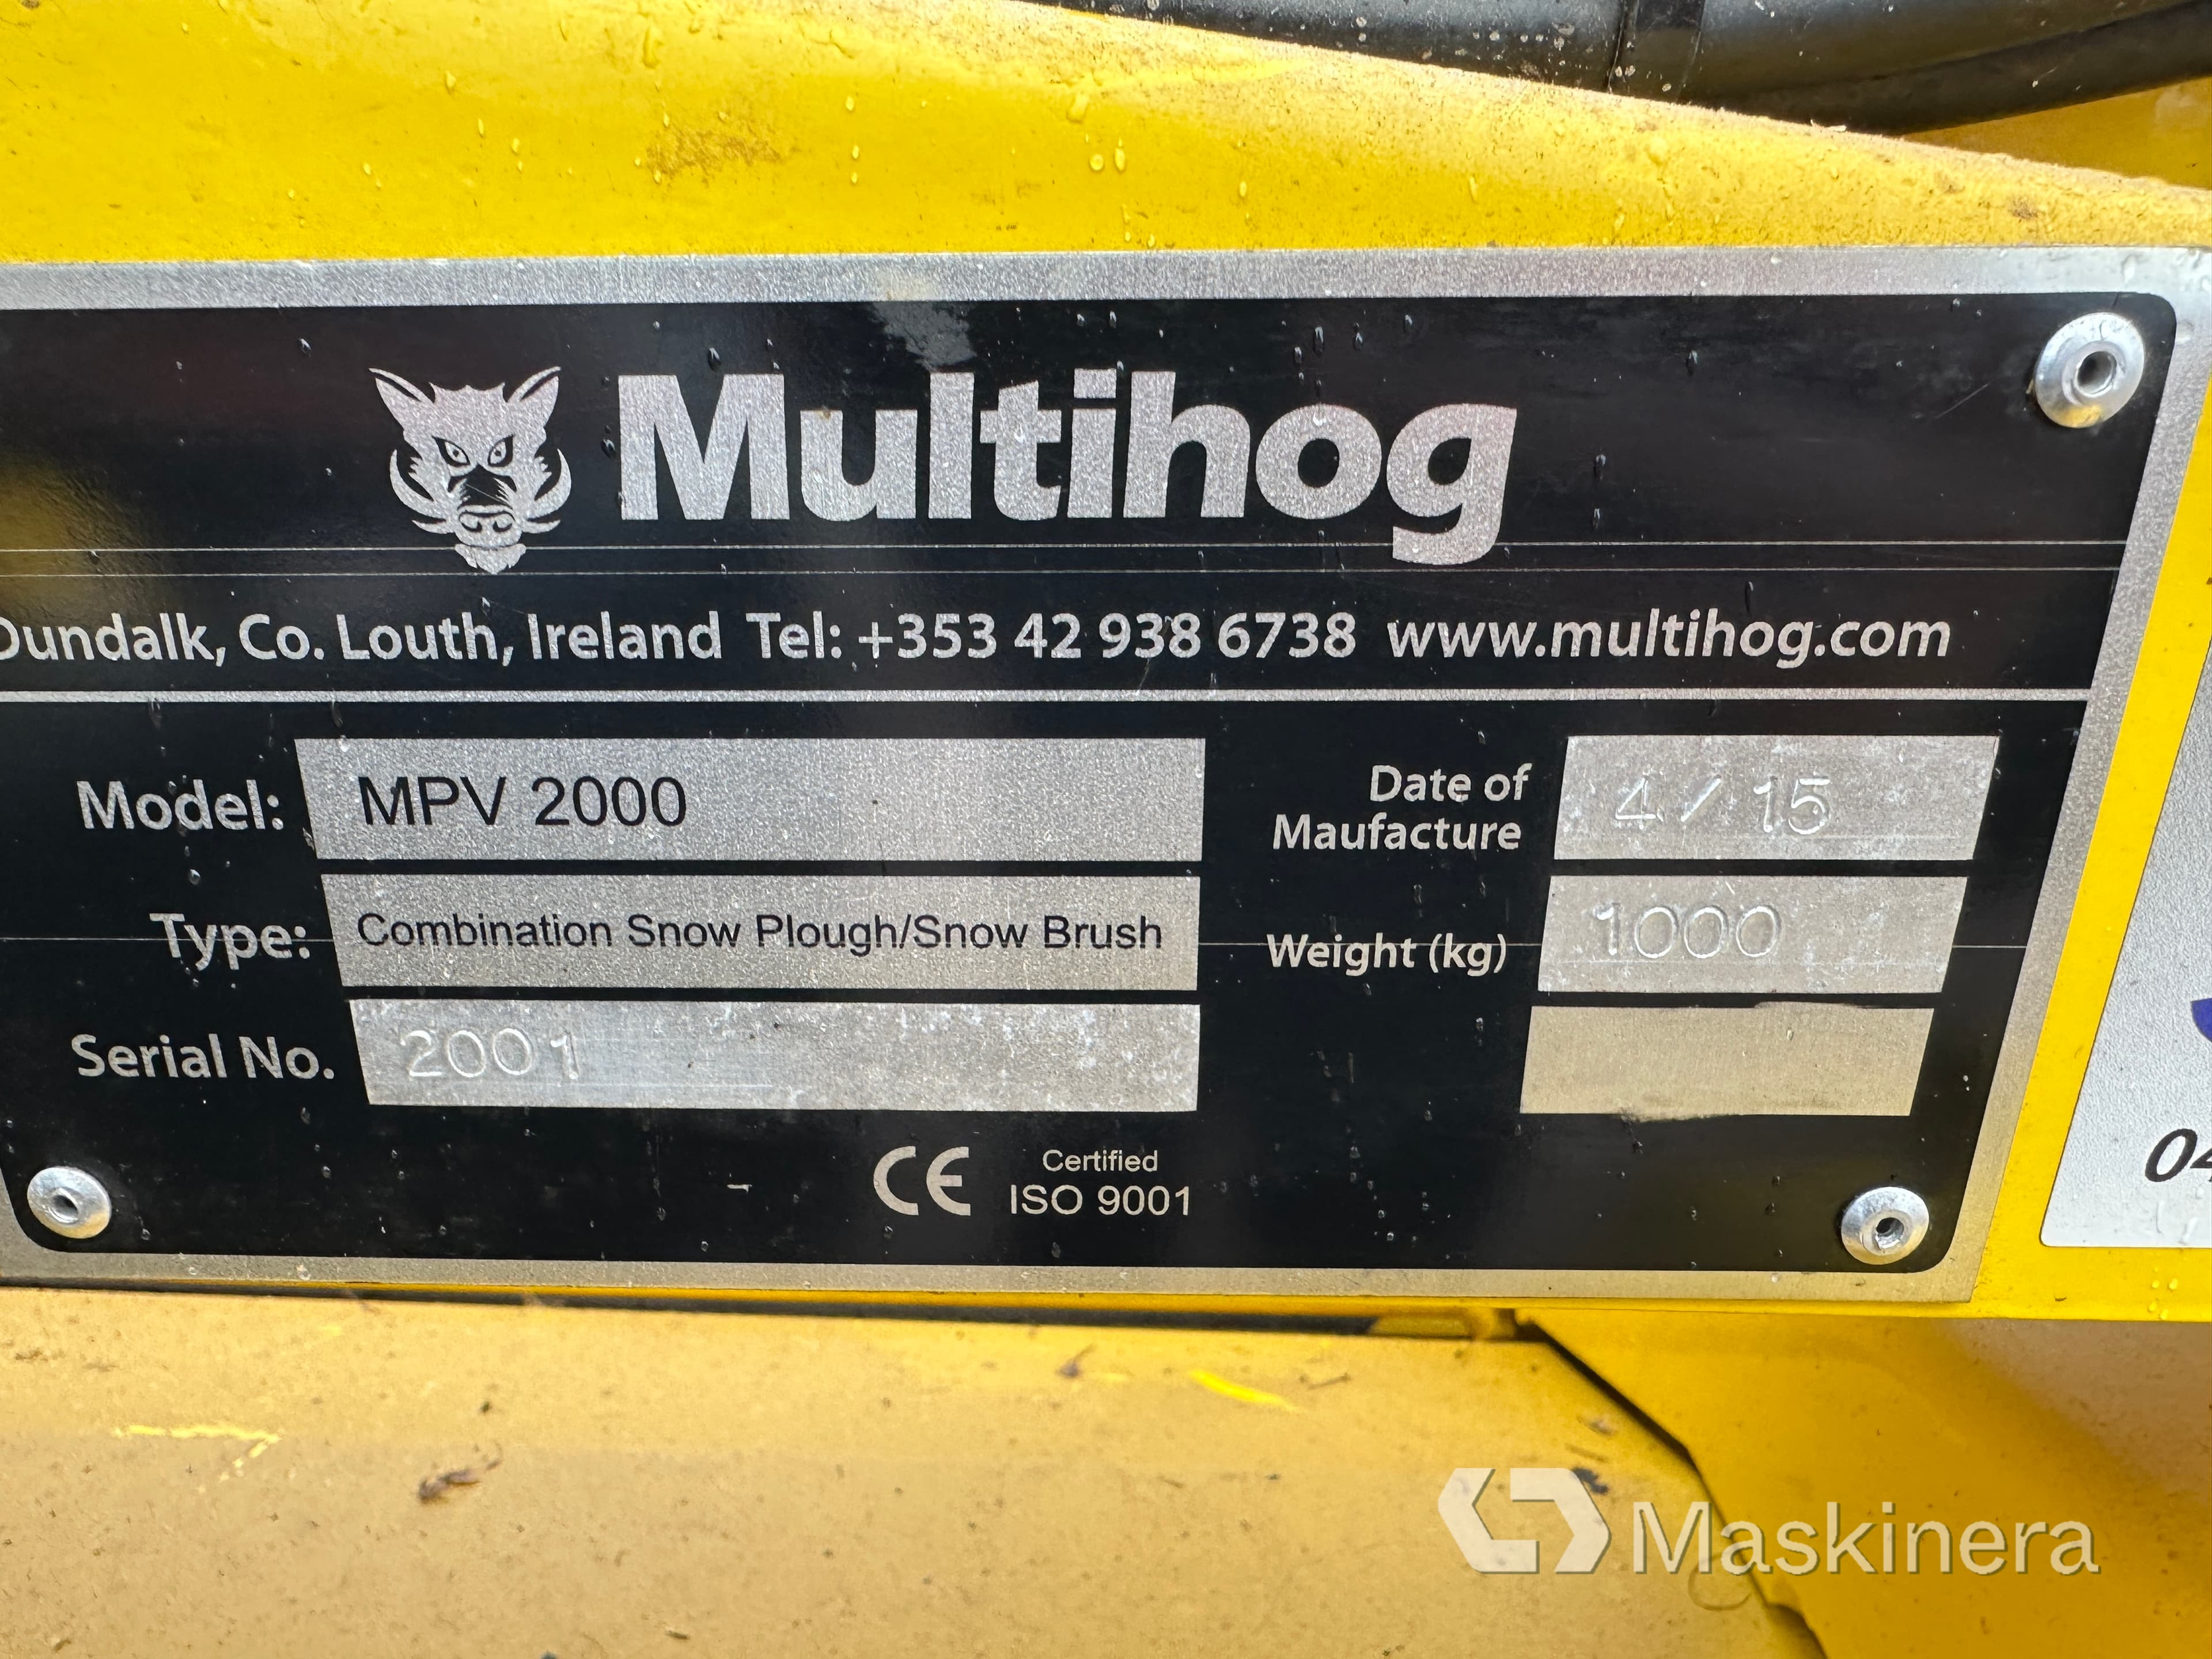 Multihog
Dundalk, Co. Louth, Ireland Tel: +353 42 938 6738 www.multihog.com
Model: MPV 2000
Date of Maufacture 4/15
Type: Combination Snow Plough/Snow Brush
Weight (kg) 1000
Serial No. 2001
CE Certified
ISO 9001
04
Maskinera